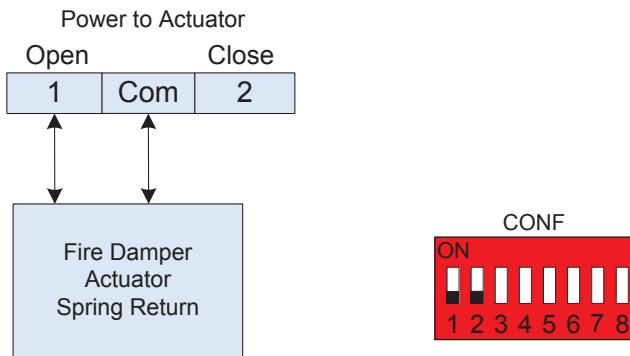 Power to Actuator
Open Close
1 Com 2
Fire Damper
Actuator
Spring Return
CONF
ON
1 2 3 4 5 6 7 8